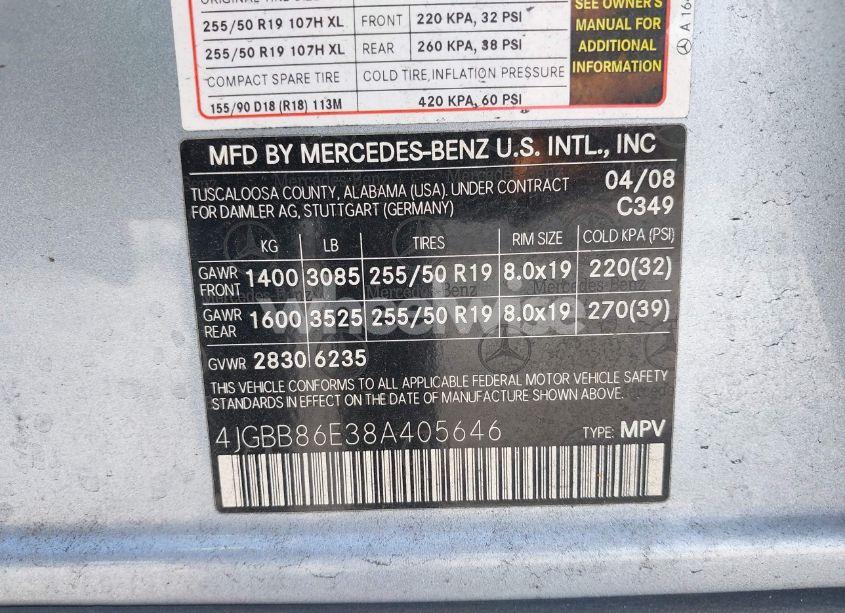 255/50 R19 107H XL FRONT 220 KPA, 32 PSI
255/50 R19 107H XL REAR 260 KPA, 38 PSI
COMPACT SPARE TIRE COLD TIRE,INFLATION PRESSURE
155/90 D18 (R18) 113M 420 KPA, 60 PSI
SEE OWNER'S
MANUAL FOR
ADDITIONAL
INFORMATION
MFD BY MERCEDES-BENZ U.S. INTL., INC
TUSCALOOSA COUNTY, ALABAMA (USA). UNDER CONTRACT 04/08
FOR DAIMLER AG, STUTTGART (GERMANY) C349
KG LB TIRES RIM SIZE COLD KPA (PSI)
GAWR FRONT 1400 3085 255/50 R19 8.0x19 220(32)
GAWR REAR 1600 3525 255/50 R19 8.0x19 270(39)
GVWR 2830 6235
THIS VEHICLE CONFORMS TO ALL APPLICABLE FEDERAL MOTOR VEHICLE SAFETY
STANDARDS IN EFFECT ON THE DATE OF MANUFACTURE SHOWN ABOVE.
4JGBB86E38A405646 TYPE: MPV